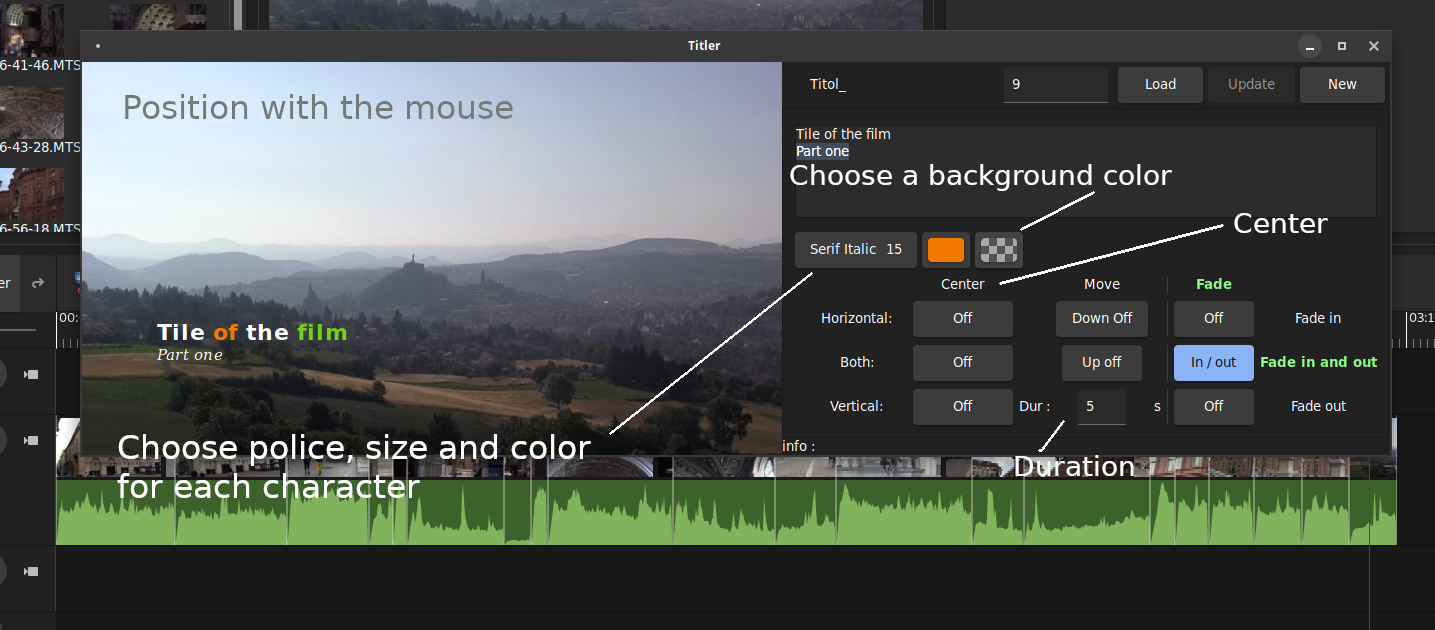 6-41-46.MTS
6-43-28.MTS
6-56-18.MTS
er
00:
03:1
Titler
Position with the mouse
Tile of the film
Part one
Choose police, size and color
for each character
Titol_ 9 Load Update New
Tile of the film
Part one
Choose a background color
Center
Serif Italic 15
Center Move Fade
Horizontal: Off Down Off Off Fade in
Both: Off Up off In / out Fade in and out
Vertical: Off Dur : 5 s Off Fade out
info :
Duration